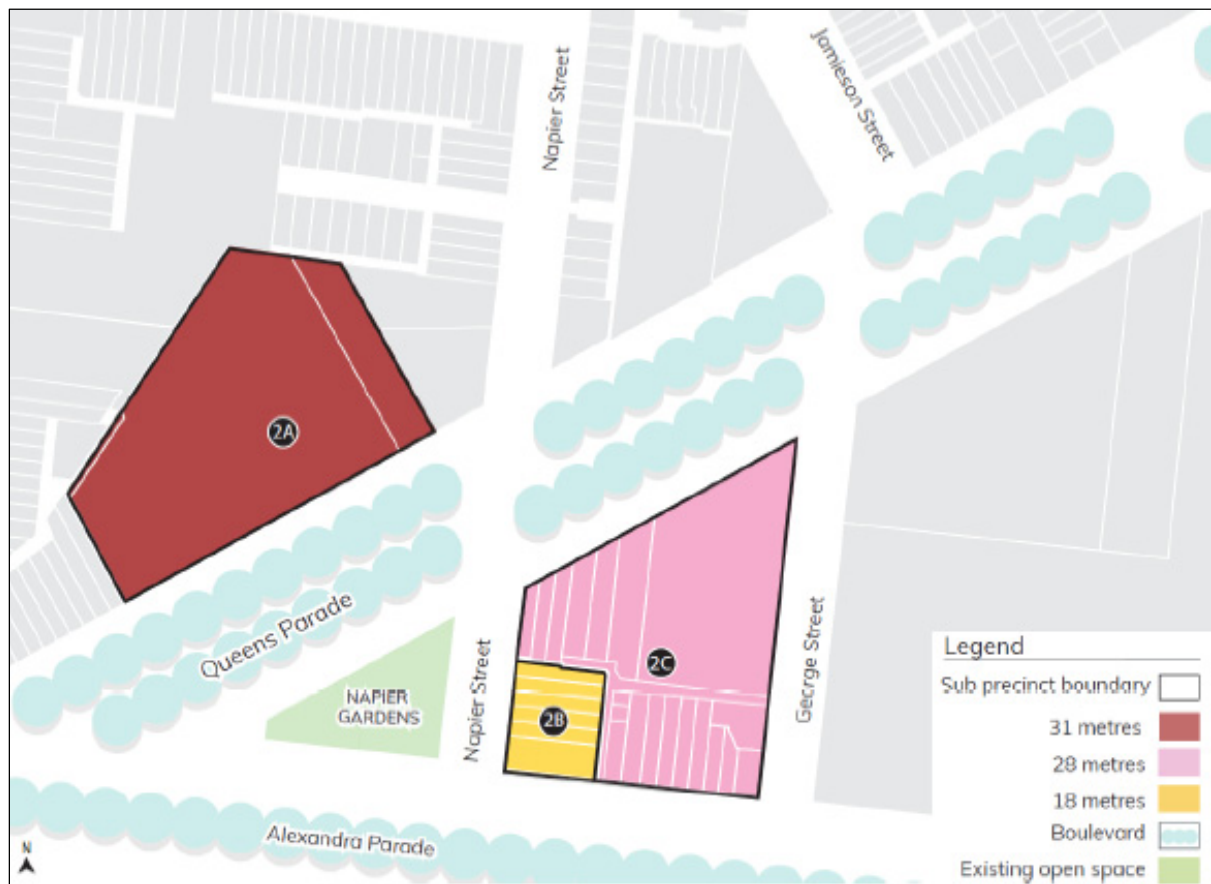 Napier Street
Jamieson Street
2A
Queens Parade
NAPIER
GARDENS
Napier Street
2B
2C
George Street
Alexandra Parade
N
Legend
Sub precinct boundary
31 metres
28 metres
18 metres
Boulevard
Existing open space